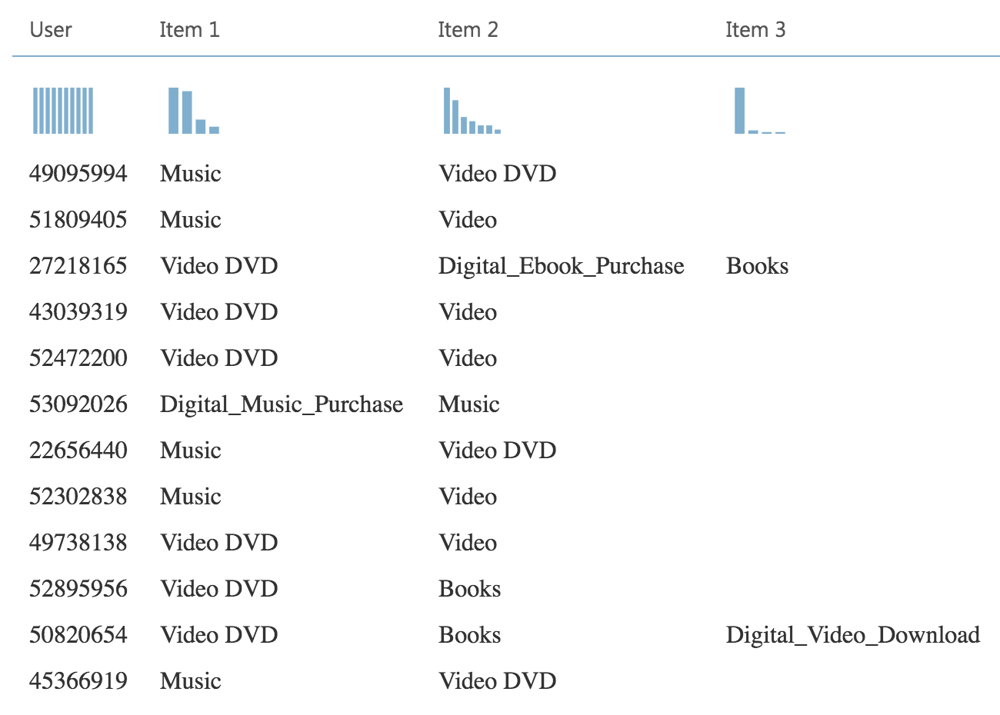 User Item 1 Item 2 Item 3
49095994 Music Video DVD
51809405 Music Video
27218165 Video DVD Digital_Ebook_Purchase Books
43039319 Video DVD Video
52472200 Video DVD Video
53092026 Digital_Music_Purchase Music
22656440 Music Video DVD
52302838 Music Video
49738138 Video DVD Video
52895956 Video DVD Books
50820654 Video DVD Books Digital_Video_Download
45366919 Music Video DVD